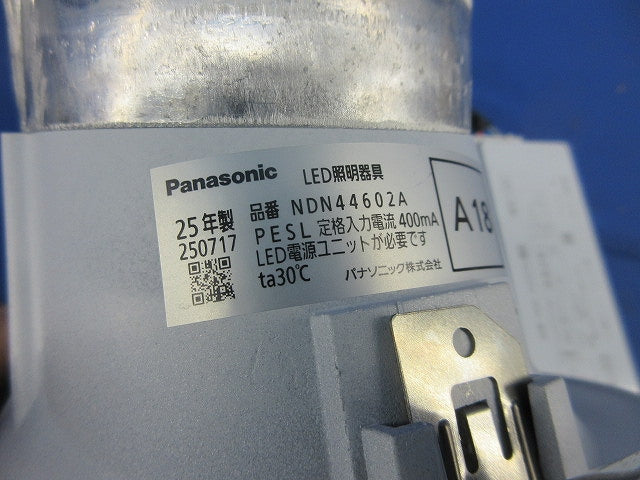 Panasonic LED照明器具
25年製 品番 NDN44602A
250717 PESL 定格入力電流 400mA
LED電源ユニットが必要です
ta30℃ パナソニック株式会社
A18